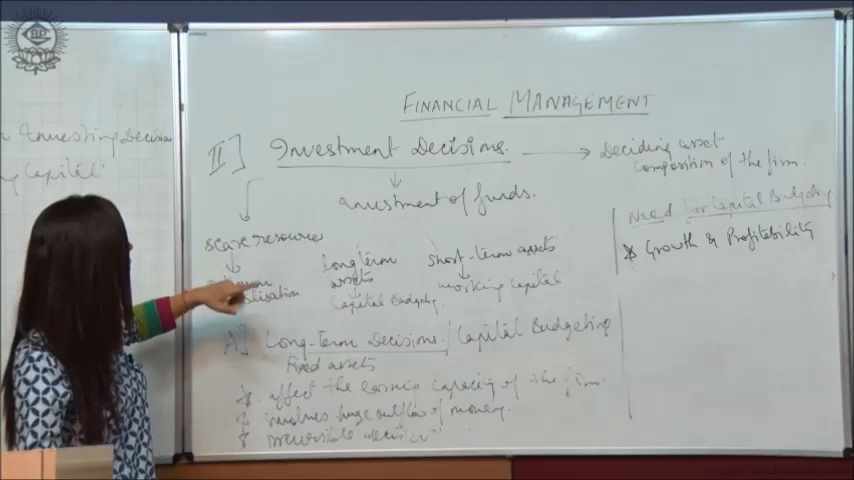 BP
Investing Decision
Capital
FINANCIAL MANAGEMENT
II] Investment Decisions. → Deciding asset
composition of the firm.
investment of funds.
scarce resources
long term
assets
Capital Budgeting
short-term assets
working capital
A] Long-Term Decisions / Capital Budgeting
Fixed assets
* affect the earning capacity of the firm.
* involves huge outflow of money.
* irreversible decisions
Need for Capital Budgeting
* Growth & Profitability